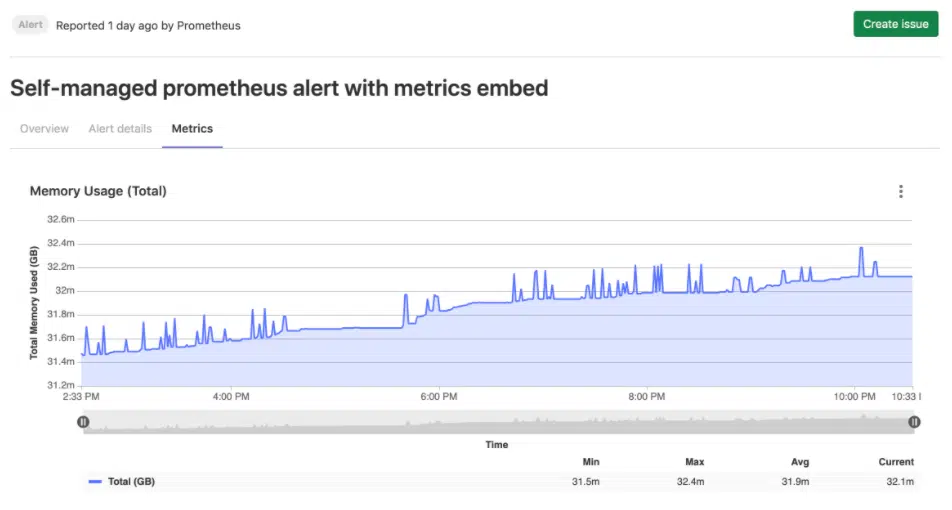 Alert Reported 1 day ago by Prometheus Create issue
Self-managed prometheus alert with metrics embed
Overview Alert details Metrics
Memory Usage (Total)
Total Memory Used (GB)
32.6m
32.4m
32.2m
32m
31.8m
31.6m
31.4m
31.2m
2:33 PM 4:00 PM 6:00 PM 8:00 PM 10:00 PM 10:33
Time
Min Max Avg Current
Total (GB) 31.5m 32.4m 31.9m 32.1m